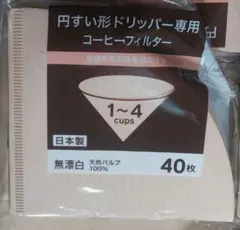 円すい形ドリッパー専用
コーヒーフィルター
1~4
cups
日本製
無漂白
天然パルプ
100%
40枚